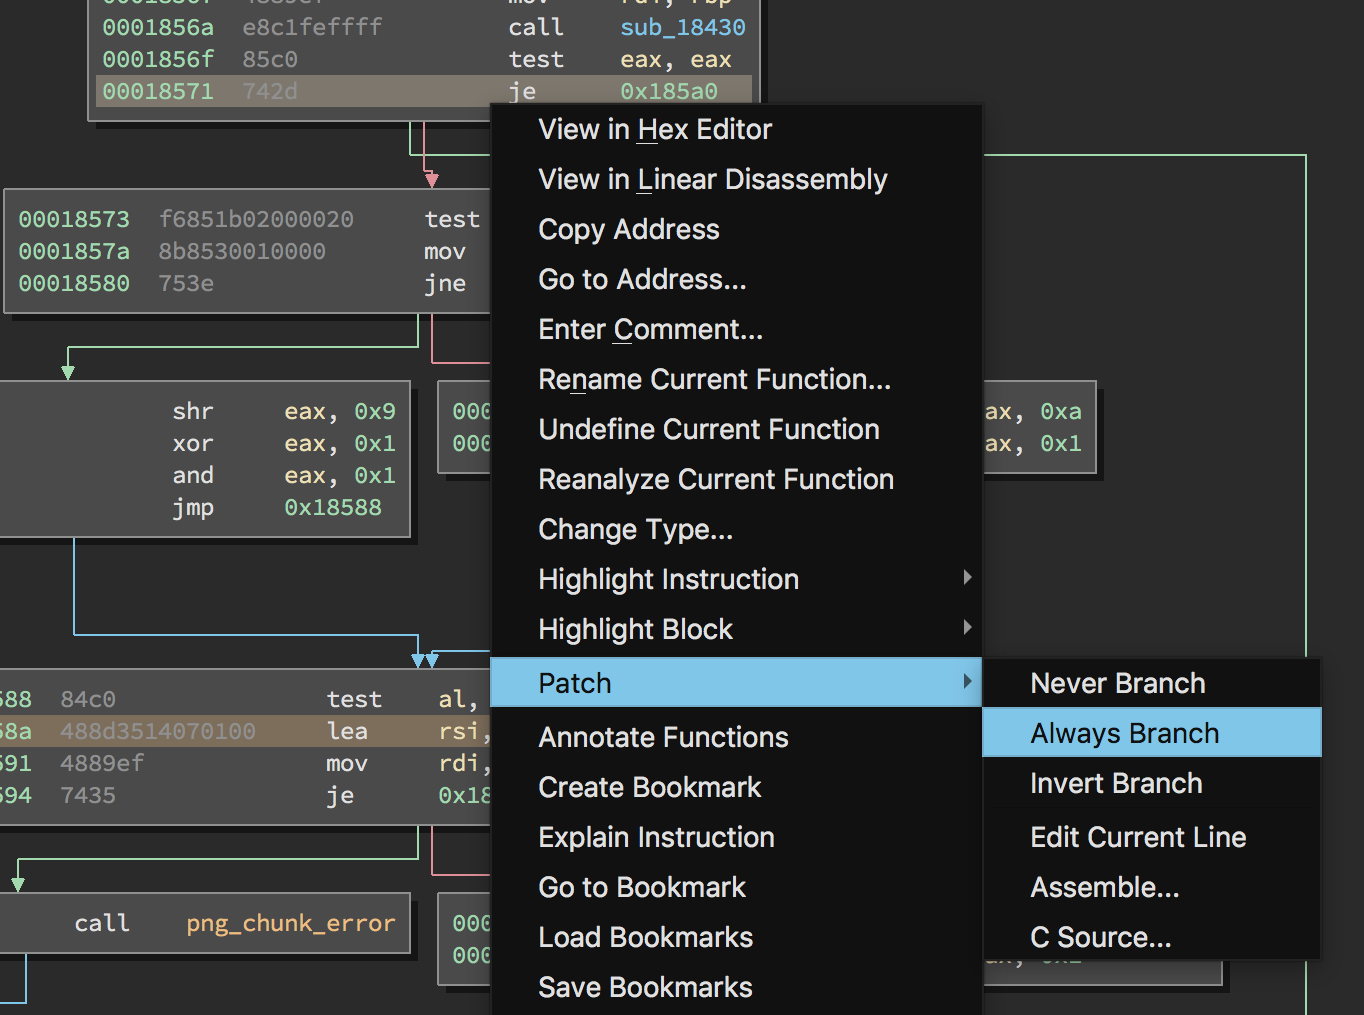 0001856a e8c1feffff call sub_18430
0001856f 85c0 test eax, eax
00018571 742d je 0x185a0
00018573 f6851b02000020 test
0001857a 8b8530010000 mov
00018580 753e jne
shr eax, 0x9
xor eax, 0x1
and eax, 0x1
jmp 0x18588
000
000
ax, 0xa
ax, 0x1
588 84c0 test al,
58a 488d3514070100 lea rsi,
591 4889ef mov rdi,
594 7435 je 0x18
call png_chunk_error
000
000
View in Hex Editor
View in Linear Disassembly
Copy Address
Go to Address...
Enter Comment...
Rename Current Function...
Undefine Current Function
Reanalyze Current Function
Change Type...
Highlight Instruction
Highlight Block
Patch
Annotate Functions
Create Bookmark
Explain Instruction
Go to Bookmark
Load Bookmarks
Save Bookmarks
Never Branch
Always Branch
Invert Branch
Edit Current Line
Assemble...
C Source...